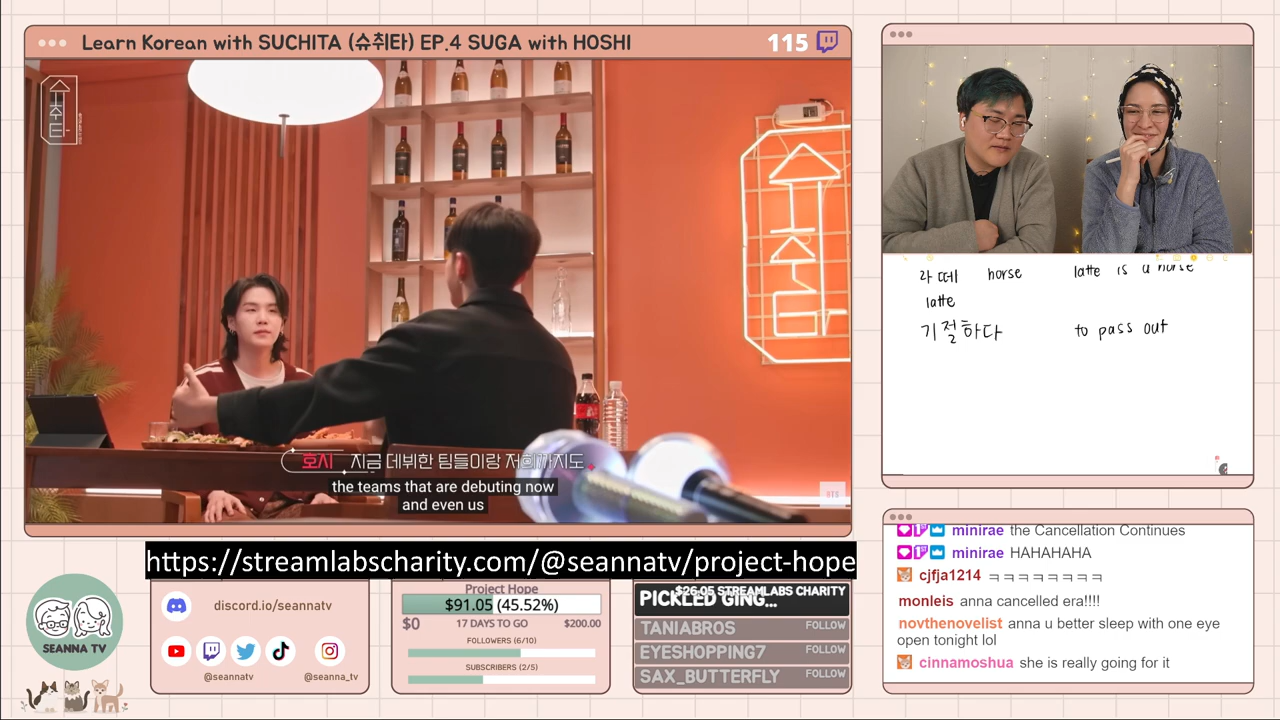 Learn Korean with SUCHITA (슈취타) EP.4 SUGA with HOSHI
115
슈취타
호시 지금 데뷔한 팀들이랑 저희까지도
the teams that are debuting now
and even us
BTS
라떼 horse latte is a horse
latte
기절하다 to pass out
https://streamlabscharity.com/@seannatv/project-hope
SEANNA TV
discord.io/seannatv
@seannatv @seanna_tv
Project Hope
$91.05 (45.52%)
$0 17 DAYS TO GO $200.00
FOLLOWERS (6/10)
SUBSCRIBERS (2/5)
$26.05 STREAMLABS CHARITY
PICKLED GING...
TANIABROS FOLLOW
EYESHOPPING7 FOLLOW
SAX_BUTTERFLY FOLLOW
minirae the Cancellation Continues
minirae HAHAHAHA
cjfja1214 ㅋㅋㅋㅋㅋㅋㅋㅋ
monleis anna cancelled era!!!!
novthenovelist anna u better sleep with one eye
open tonight lol
cinnamoshua she is really going for it